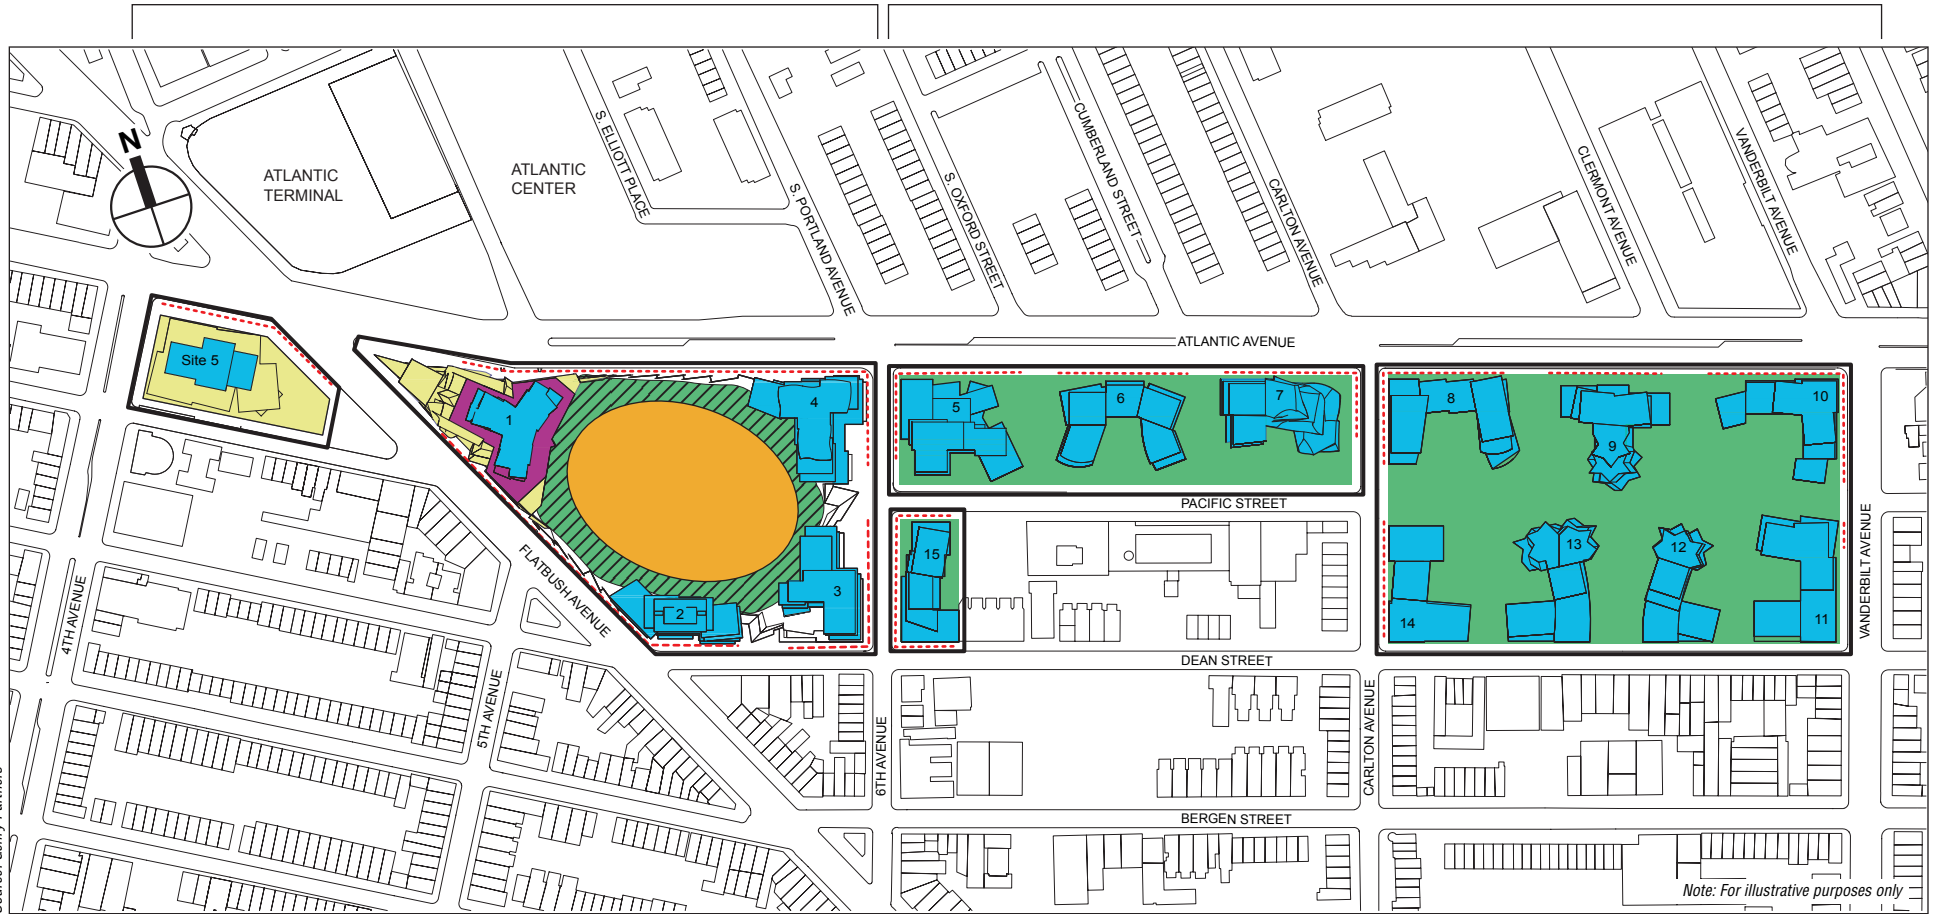 N
ATLANTIC
TERMINAL
ATLANTIC
CENTER
S. ELLIOTT PLACE
S. PORTLAND AVENUE
S. OXFORD STREET
CUMBERLAND STREET
CARLTON AVENUE
CLERMONT AVENUE
VANDERBILT AVENUE
ATLANTIC AVENUE
Site 5
1
4
5
6
7
8
9
10
PACIFIC STREET
FLATBUSH AVENUE
2
3
15
13
12
14
11
VANDERBILT AVENUE
4TH AVENUE
5TH AVENUE
DEAN STREET
6TH AVENUE
CARLTON AVENUE
BERGEN STREET
Note: For illustrative purposes only